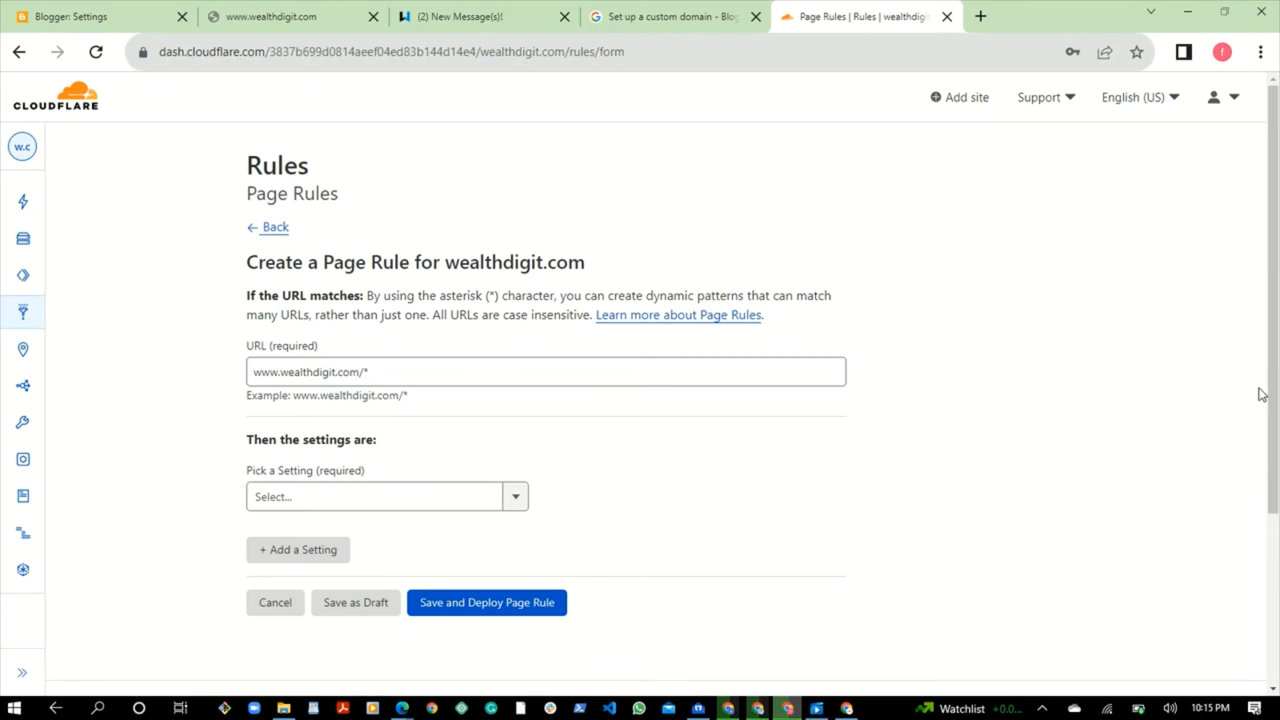 Blogger: Settings
www.wealthdigit.com
(2) New Message(s)!
Set up a custom domain - Blo
Page Rules | Rules | wealthdigit
dash.cloudflare.com/3837b699d0814aeef04ed83b144d14e4/wealthdigit.com/rules/form
f
CLOUDFLARE
Add site
Support
English (US)
w.c
Rules
Page Rules
← Back
Create a Page Rule for wealthdigit.com
If the URL matches: By using the asterisk (*) character, you can create dynamic patterns that can match
many URLs, rather than just one. All URLs are case insensitive. Learn more about Page Rules.
URL (required)
www.wealthdigit.com/*
Example: www.wealthdigit.com/*
Then the settings are:
Pick a Setting (required)
Select...
+ Add a Setting
Cancel
Save as Draft
Save and Deploy Page Rule
Watchlist
+0.0...
10:15 PM